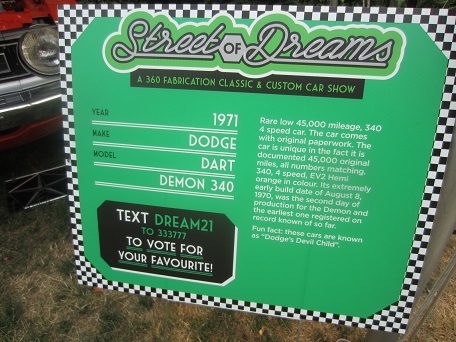 Street OF Dreams
A 360 FABRICATION CLASSIC & CUSTOM CAR SHOW
YEAR 1971
MAKE DODGE
MODEL DART
DEMON 340
TEXT DREAM21
TO 333777
TO VOTE FOR
YOUR FAVOURITE!
Rare low 45,000 mileage, 340
4 speed car. The car comes
with original paperwork. The
car is unique in the fact it is
documented 45,000 original
miles, all numbers matching.
340, 4 speed, EV2 Hemi
orange in colour. Its extremely
early build date of August 8,
1970, was the second day of
production for the Demon and
the earliest one registered on
record known of so far.
Fun fact: these cars are known
as "Dodge's Devil Child".